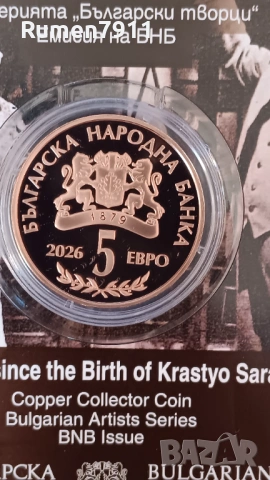 Rumen7911
ерията „Български творци"
Емисия на БНБ
БЪЛГАРСКА НАРОДНА БАНКА
1879
2026 5 ЕВРО
since the Birth of Krastyo Sara
Copper Collector Coin
Bulgarian Artists Series
BNB Issue
АРСКА BULGARIAN
bazar